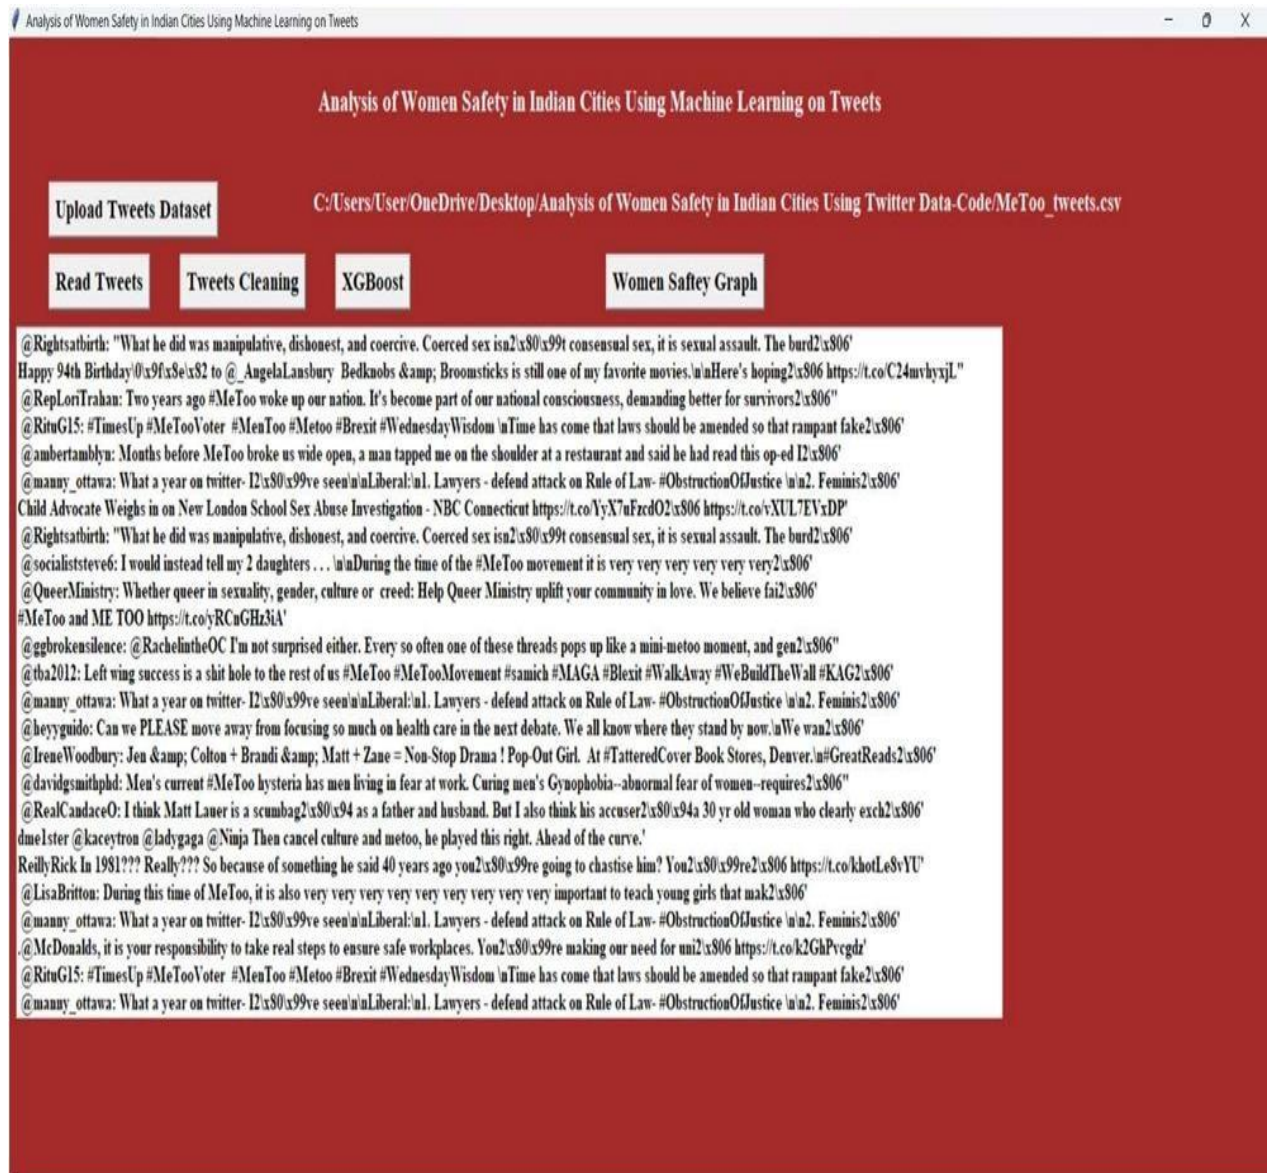 Analysis of Women Safety in Indian Cities Using Machine Learning on Tweets
Analysis of Women Safety in Indian Cities Using Machine Learning on Tweets
Upload Tweets Dataset
C:/Users/User/OneDrive/Desktop/Analysis of Women Safety in Indian Cities Using Twitter Data-Code/MeToo_tweets.csv
Read Tweets Tweets Cleaning XGBoost Women Saftey Graph
@Rightsatbirth: "What he did was manipulative, dishonest, and coercive. Coerced sex isn2\x80\x99t consensual sex, it is sexual assault. The burd2\x806'
Happy 94th Birthday\0\x9f\x8e\x82 to @_AngelaLansbury Bedknobs &amp; Broomsticks is still one of my favorite movies.\n\nHere's hoping2\x806 https://t.co/C24mvhyxjL"
@RepLoriTrahan: Two years ago #MeToo woke up our nation. It's become part of our national consciousness, demanding better for survivors2\x806"
@RituG15: #TimesUp #MeTooVoter #MenToo #Metoo #Brexit #WednesdayWisdom \nTime has come that laws should be amended so that rampant fake2\x806'
@ambertamblyn: Months before MeToo broke us wide open, a man tapped me on the shoulder at a restaurant and said he had read this op-ed I2\x806'
@manny_ottawa: What a year on twitter- I2\x80\x99ve seen\n\nLiberal:\n1. Lawyers - defend attack on Rule of Law- #ObstructionOfJustice \n\n2. Feminis2\x806'
Child Advocate Weighs in on New London School Sex Abuse Investigation - NBC Connecticut https://t.co/YyX7uFzcdO2\x806 https://t.co/vXUL7EVxDP'
@Rightsatbirth: "What he did was manipulative, dishonest, and coercive. Coerced sex isn2\x80\x99t consensual sex, it is sexual assault. The burd2\x806'
@socialiststeve6: I would instead tell my 2 daughters . . . \n\nDuring the time of the #MeToo movement it is very very very very very very2\x806'
@QueerMinistry: Whether queer in sexuality, gender, culture or creed: Help Queer Ministry uplift your community in love. We believe fai2\x806'
#MeToo and ME TOO https://t.co/yRCnGHz3iA'
@ggbrokensilence: @RachelintheOC I'm not surprised either. Every so often one of these threads pops up like a mini-metoo moment, and gen2\x806"
@tba2012: Left wing success is a shit hole to the rest of us #MeToo #MeTooMovement #samich #MAGA #Blexit #WalkAway #WeBuildTheWall #KAG2\x806'
@manny_ottawa: What a year on twitter- I2\x80\x99ve seen\n\nLiberal:\n1. Lawyers - defend attack on Rule of Law- #ObstructionOfJustice \n\n2. Feminis2\x806'
@heyyguido: Can we PLEASE move away from focusing so much on health care in the next debate. We all know where they stand by now.\nWe wan2\x806'
@IreneWoodbury: Jen &amp; Colton + Brandi &amp; Matt + Zane = Non-Stop Drama ! Pop-Out Girl. At #TatteredCover Book Stores, Denver.\n#GreatReads2\x806'
@davidgsmithphd: Men's current #MeToo hysteria has men living in fear at work. Curing men's Gynophobia--abnormal fear of women--requires2\x806"
@RealCandaceO: I think Matt Lauer is a scumbag2\x80\x94 as a father and husband. But I also think his accuser2\x80\x94a 30 yr old woman who clearly exch2\x806'
dme1ster @kaceytron @ladygaga @Ninja Then cancel culture and metoo, he played this right. Ahead of the curve.'
ReillyRick In 1981??? Really??? So because of something he said 40 years ago you2\x80\x99re going to chastise him? You2\x80\x99re2\x806 https://t.co/khotLe8vYU'
@LisaBritton: During this time of MeToo, it is also very very very very very very very very very important to teach young girls that mak2\x806'
@manny_ottawa: What a year on twitter- I2\x80\x99ve seen\n\nLiberal:\n1. Lawyers - defend attack on Rule of Law- #ObstructionOfJustice \n\n2. Feminis2\x806'
.@McDonalds, it is your responsibility to take real steps to ensure safe workplaces. You2\x80\x99re making our need for uni2\x806 https://t.co/k2GhPvcgdz'
@RituG15: #TimesUp #MeTooVoter #MenToo #Metoo #Brexit #WednesdayWisdom \nTime has come that laws should be amended so that rampant fake2\x806'
@manny_ottawa: What a year on twitter- I2\x80\x99ve seen\n\nLiberal:\n1. Lawyers - defend attack on Rule of Law- #ObstructionOfJustice \n\n2. Feminis2\x806'